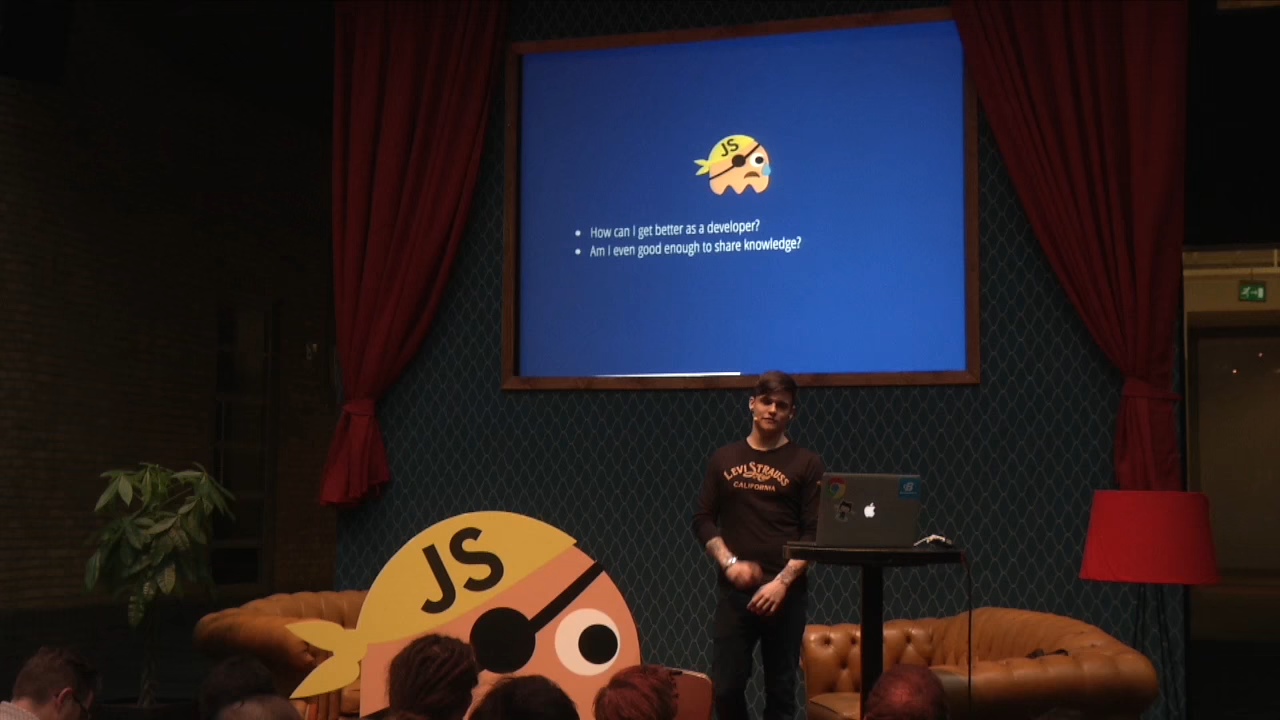 JS
How can I get better as a developer?
Am I even good enough to share knowledge?
LEVI STRAUSS
CALIFORNIA
JS